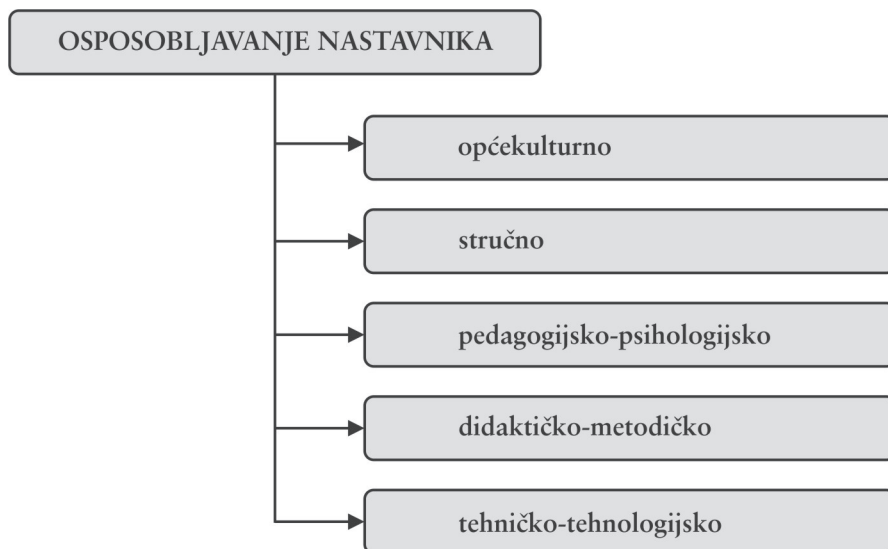 OSPOSOBLJAVANJE NASTAVNIKA
općekulturno
stručno
pedagogijsko-psihologijsko
didaktičko-metodičko
tehničko-tehnologijsko